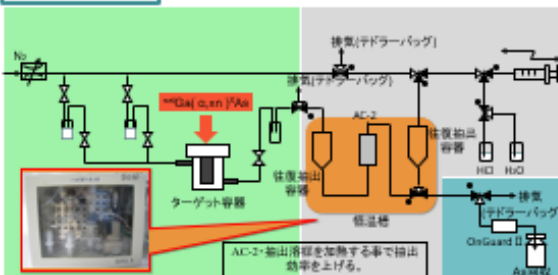 排気(テドラーバッグ)
N₂
排気(テドラーバッグ)
ⁿᵃᵗGa(α,xn)ᵡAs
AC-2
往復抽出
容器
往復抽出
容器
HCl H₂O
ターゲット容器
恒温槽
排気
(テドラーバッグ)
OnGuard II
AC-2・抽出溶媒を加熱する事で抽出
効率を上げる。